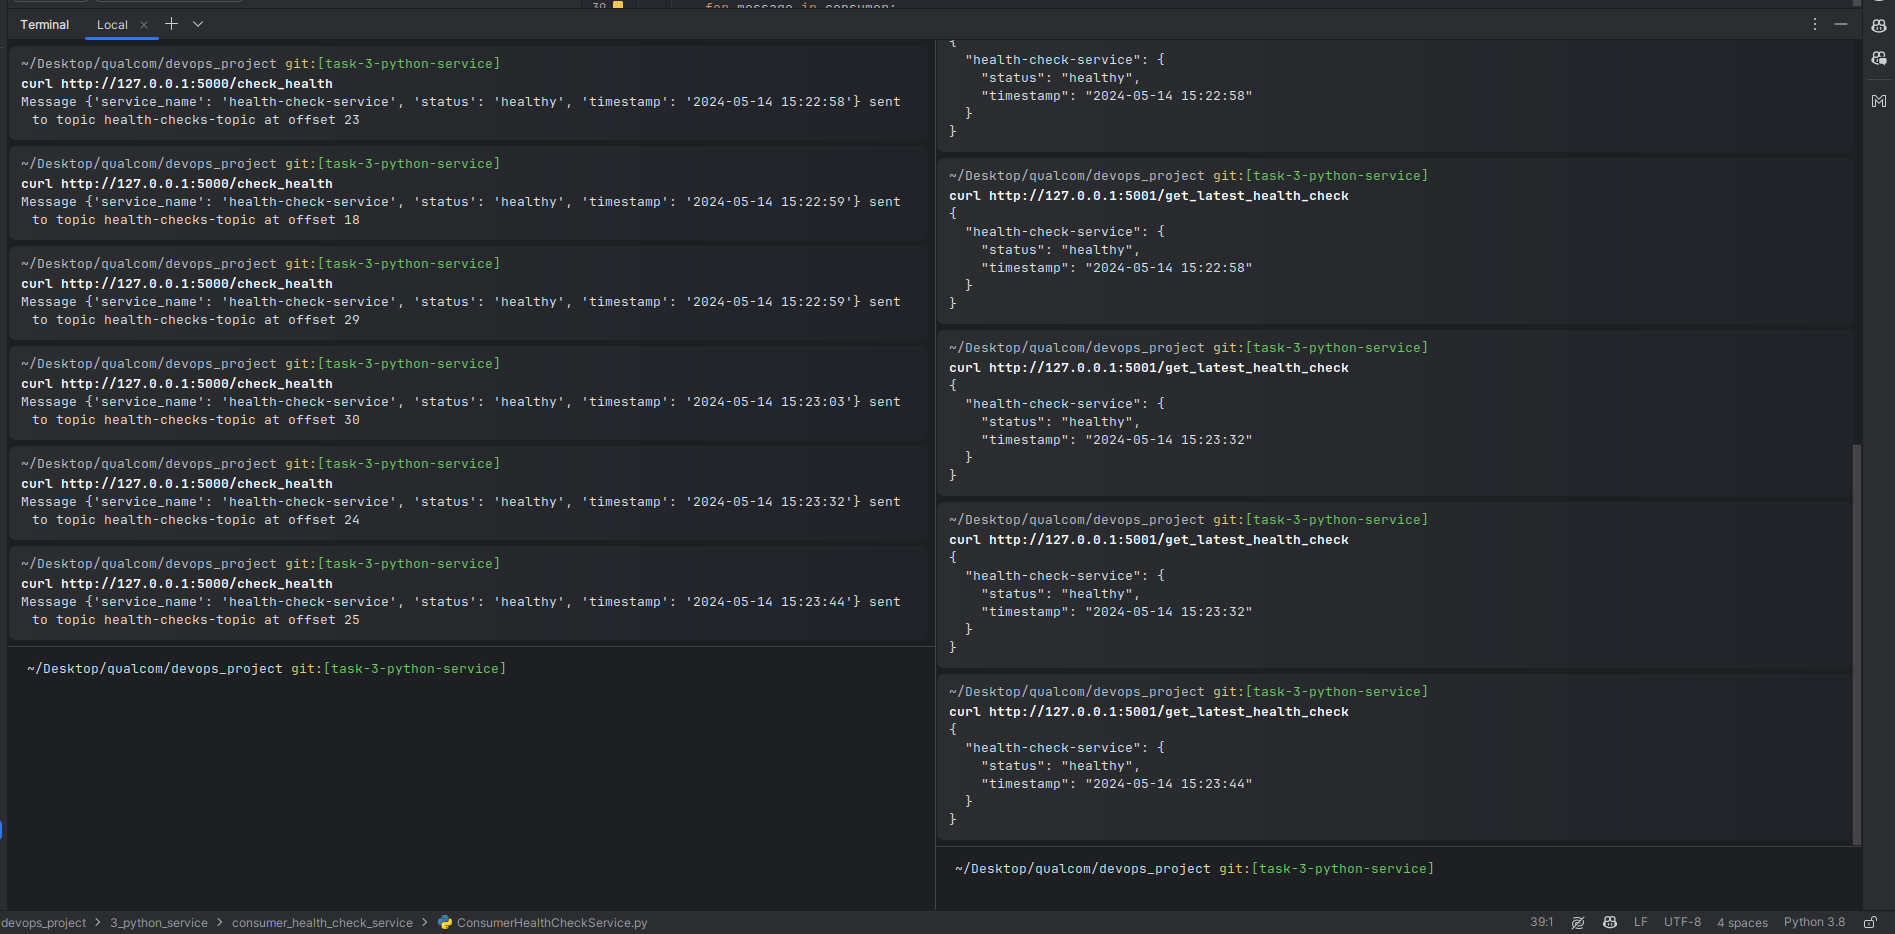 39 for message in consumer:
Terminal Local
~/Desktop/qualcom/devops_project git:[task-3-python-service]
curl http://127.0.0.1:5000/check_health
Message {'service_name': 'health-check-service', 'status': 'healthy', 'timestamp': '2024-05-14 15:22:58'} sent
to topic health-checks-topic at offset 23
~/Desktop/qualcom/devops_project git:[task-3-python-service]
curl http://127.0.0.1:5000/check_health
Message {'service_name': 'health-check-service', 'status': 'healthy', 'timestamp': '2024-05-14 15:22:59'} sent
to topic health-checks-topic at offset 18
~/Desktop/qualcom/devops_project git:[task-3-python-service]
curl http://127.0.0.1:5000/check_health
Message {'service_name': 'health-check-service', 'status': 'healthy', 'timestamp': '2024-05-14 15:22:59'} sent
to topic health-checks-topic at offset 29
~/Desktop/qualcom/devops_project git:[task-3-python-service]
curl http://127.0.0.1:5000/check_health
Message {'service_name': 'health-check-service', 'status': 'healthy', 'timestamp': '2024-05-14 15:23:03'} sent
to topic health-checks-topic at offset 30
~/Desktop/qualcom/devops_project git:[task-3-python-service]
curl http://127.0.0.1:5000/check_health
Message {'service_name': 'health-check-service', 'status': 'healthy', 'timestamp': '2024-05-14 15:23:32'} sent
to topic health-checks-topic at offset 24
~/Desktop/qualcom/devops_project git:[task-3-python-service]
curl http://127.0.0.1:5000/check_health
Message {'service_name': 'health-check-service', 'status': 'healthy', 'timestamp': '2024-05-14 15:23:44'} sent
to topic health-checks-topic at offset 25
~/Desktop/qualcom/devops_project git:[task-3-python-service]
{
"health-check-service": {
"status": "healthy",
"timestamp": "2024-05-14 15:22:58"
}
}
~/Desktop/qualcom/devops_project git:[task-3-python-service]
curl http://127.0.0.1:5001/get_latest_health_check
{
"health-check-service": {
"status": "healthy",
"timestamp": "2024-05-14 15:22:58"
}
}
~/Desktop/qualcom/devops_project git:[task-3-python-service]
curl http://127.0.0.1:5001/get_latest_health_check
{
"health-check-service": {
"status": "healthy",
"timestamp": "2024-05-14 15:23:32"
}
}
~/Desktop/qualcom/devops_project git:[task-3-python-service]
curl http://127.0.0.1:5001/get_latest_health_check
{
"health-check-service": {
"status": "healthy",
"timestamp": "2024-05-14 15:23:32"
}
}
~/Desktop/qualcom/devops_project git:[task-3-python-service]
curl http://127.0.0.1:5001/get_latest_health_check
{
"health-check-service": {
"status": "healthy",
"timestamp": "2024-05-14 15:23:44"
}
}
~/Desktop/qualcom/devops_project git:[task-3-python-service]
devops_project > 3_python_service > consumer_health_check_service > ConsumerHealthCheckService.py 39:1 LF UTF-8 4 spaces Python 3.8